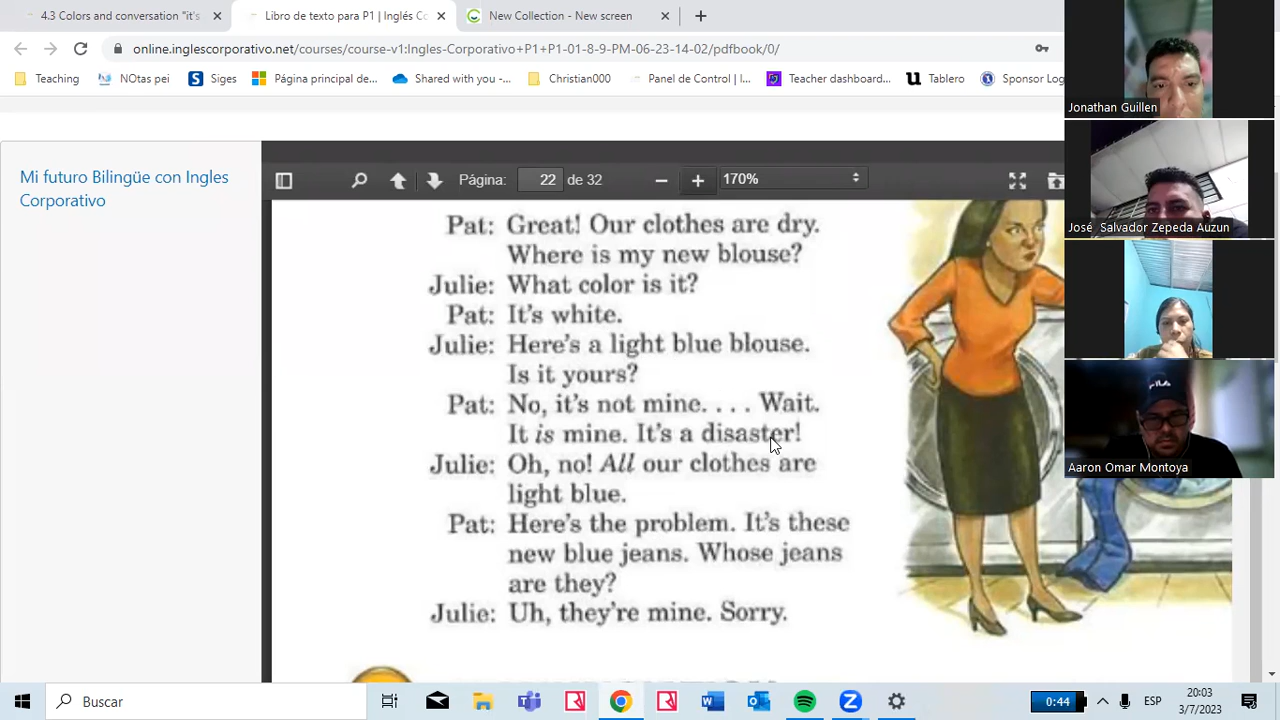 4.3 Colors and conversation "it's
Libro de texto para P1 | Inglés Co
New Collection - New screen
online.inglescorporativo.net/courses/course-v1:Ingles-Corporativo+P1+P1-01-8-9-PM-06-23-14-02/pdfbook/0/
Teaching
NOtas pei
Siges
Página principal de...
Shared with you -...
Christian000
Panel de Control | I...
Teacher dashboard...
Tablero
Sponsor Log
Mi futuro Bilingüe con Ingles
Corporativo
Página:
22
de 32
170%
Pat: Great! Our clothes are dry.
Where is my new blouse?
Julie: What color is it?
Pat: It's white.
Julie: Here's a light blue blouse.
Is it yours?
Pat: No, it's not mine. . . . Wait.
It is mine. It's a disaster!
Julie: Oh, no! All our clothes are
light blue.
Pat: Here's the problem. It's these
new blue jeans. Whose jeans
are they?
Julie: Uh, they're mine. Sorry.
Jonathan Guillen
José Salvador Zepeda Auzun
FILA
Aaron Omar Montoya
Buscar
0:44
ESP
20:03
3/7/2023